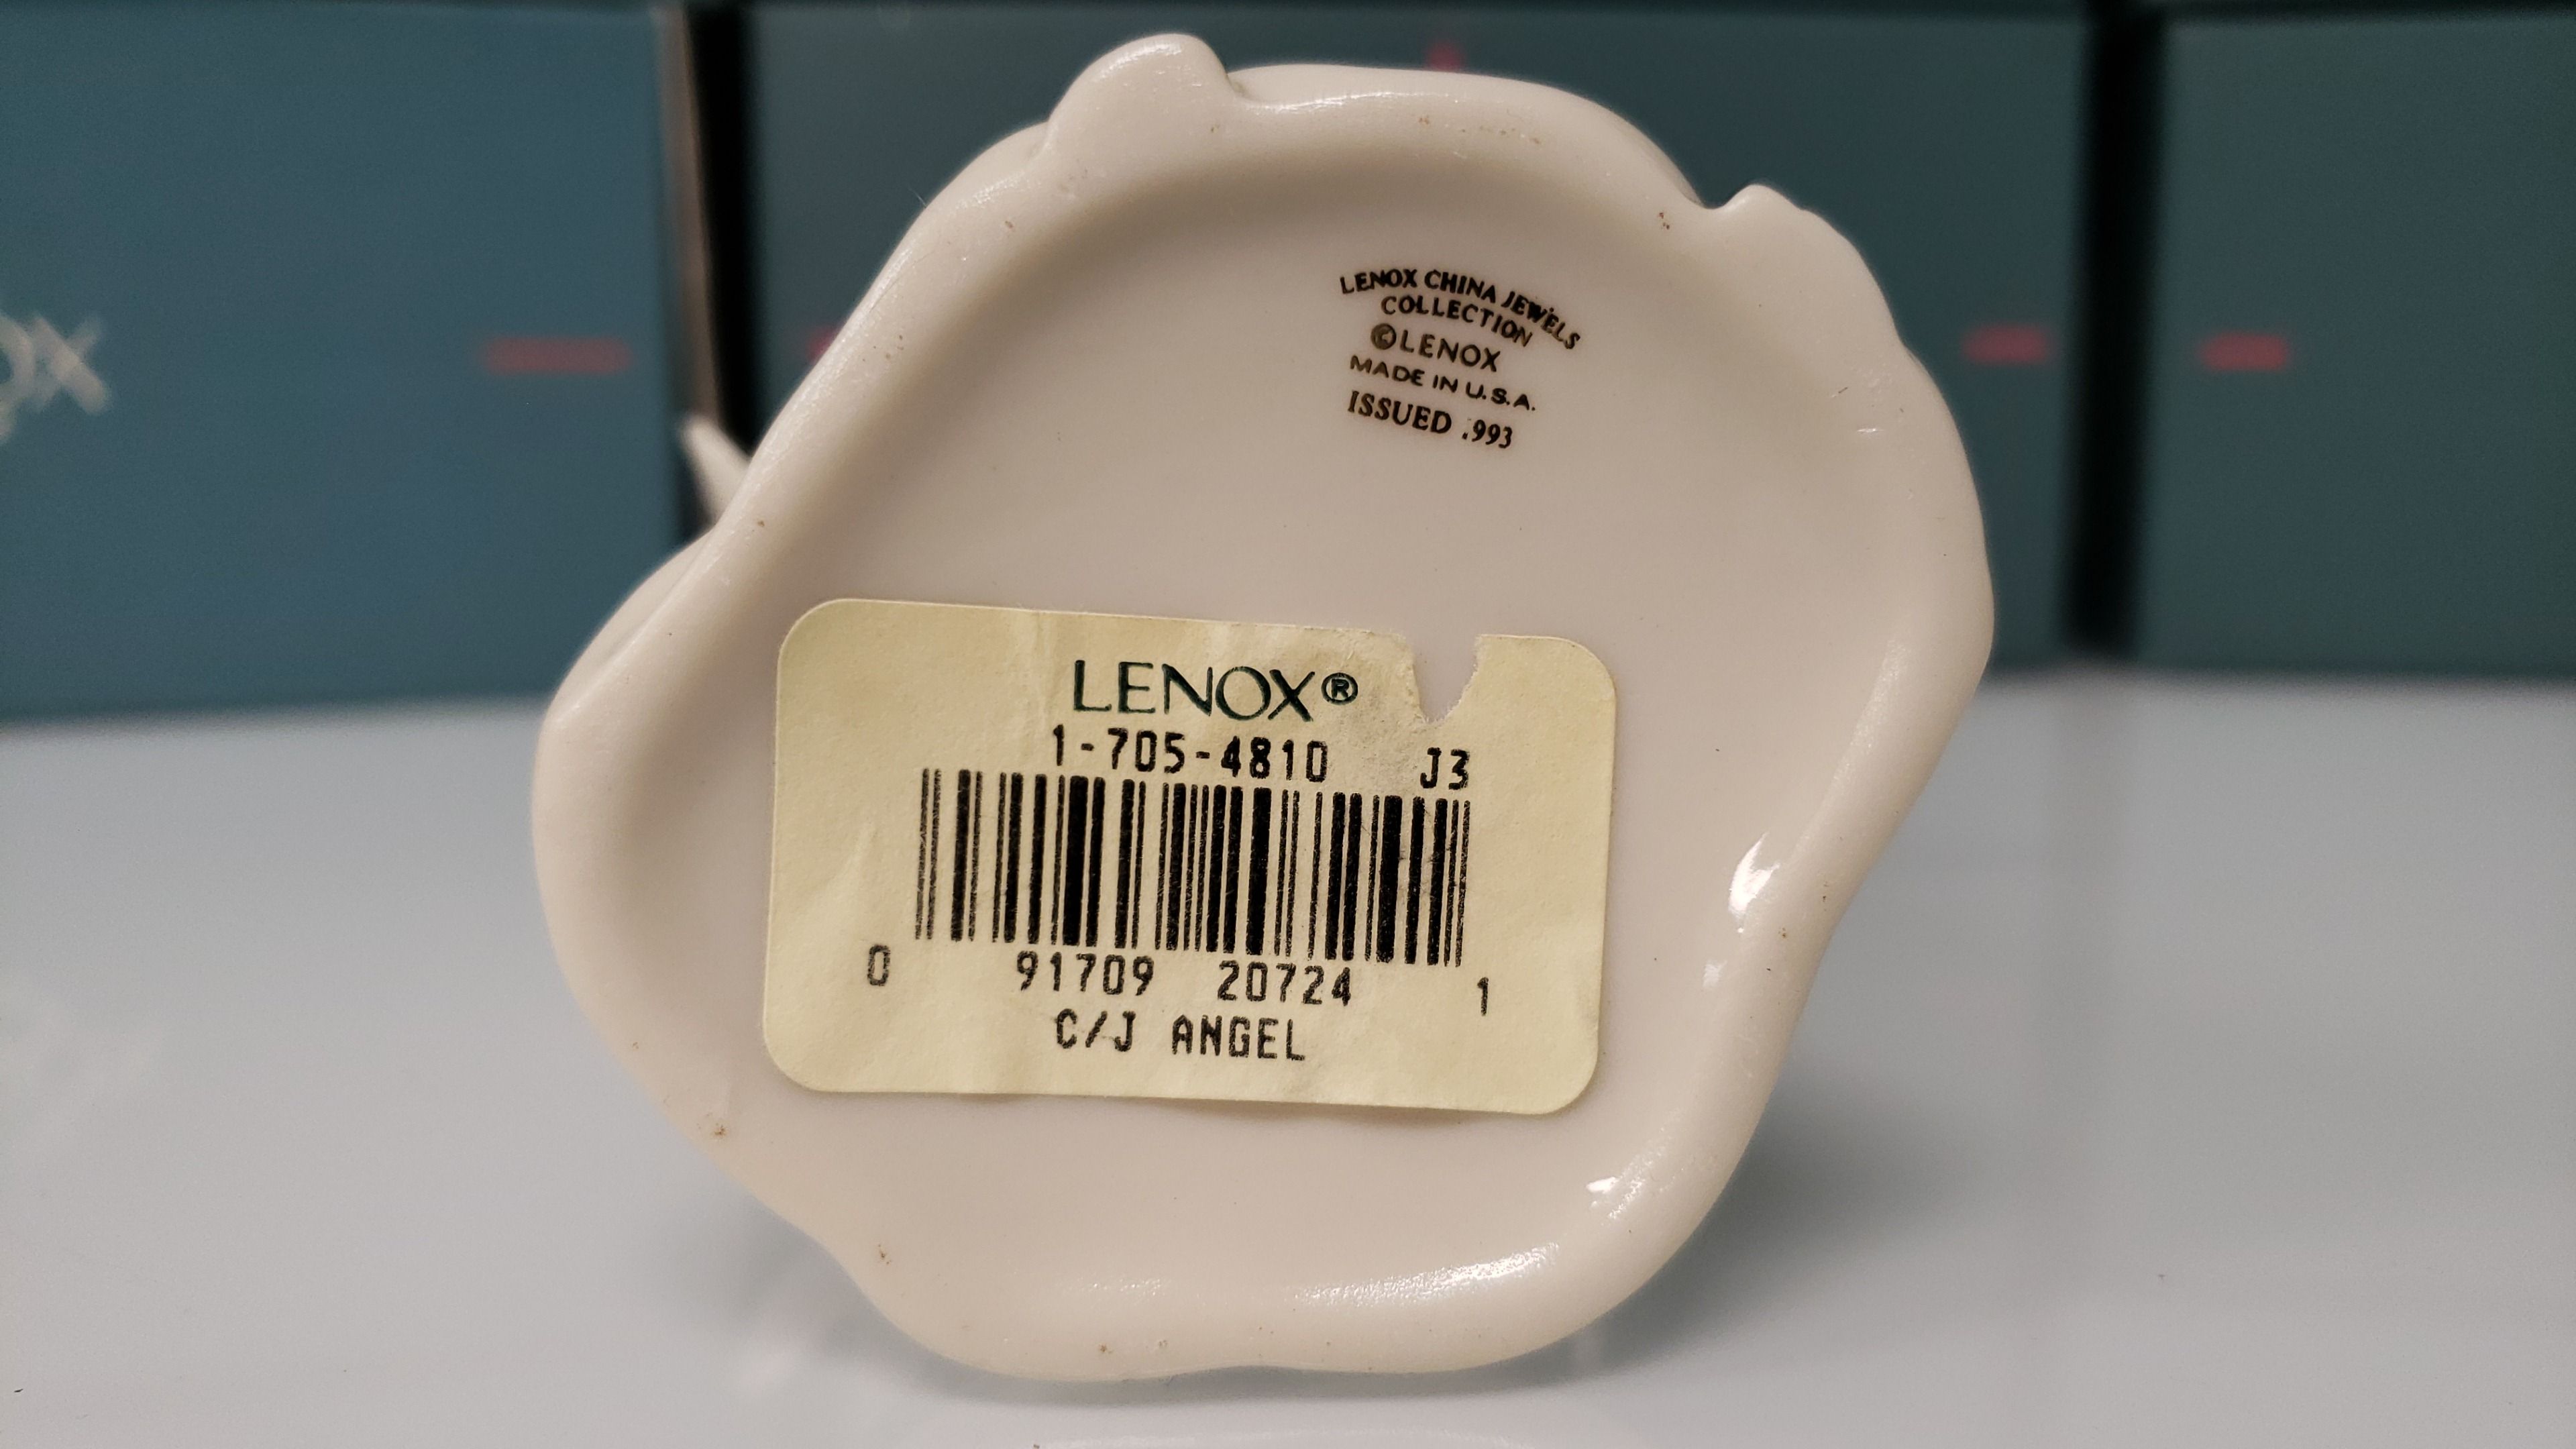 LENOX CHINA JEWELS
COLLECTION
©LENOX
MADE IN U.S.A.
ISSUED .993
LENOX®
1-705-4810 J3
0 91709 20724 1
C/J ANGEL
OX